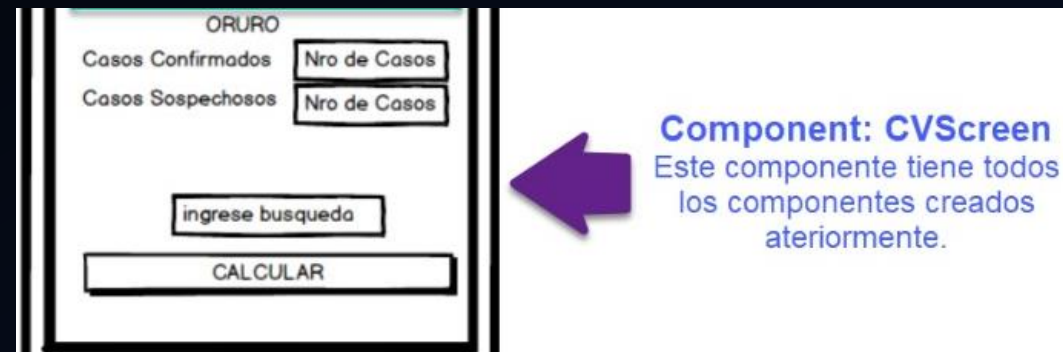 ORURO
Casos Confirmados Nro de Casos
Casos Sospechosos Nro de Casos
ingrese busqueda
CALCULAR
Component: CVScreen
Este componente tiene todos
los componentes creados
ateriormente.